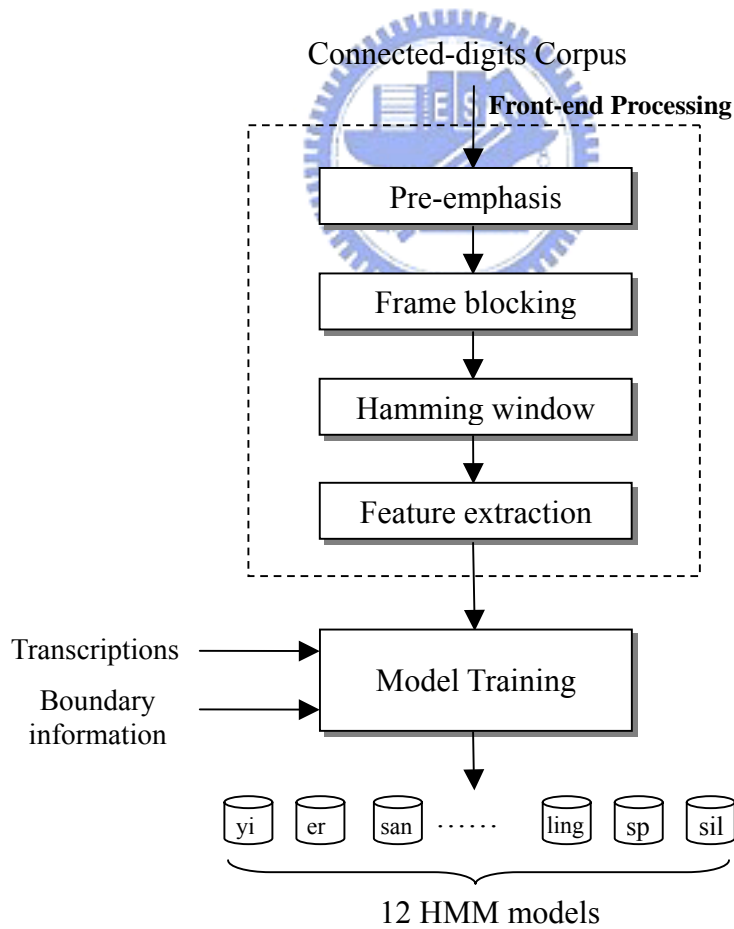 Connected-digits Corpus
Front-end Processing
ES
Pre-emphasis
Frame blocking
Hamming window
Feature extraction
Transcriptions
Model Training
Boundary
information
yi er san ...... ling sp sil
12 HMM models